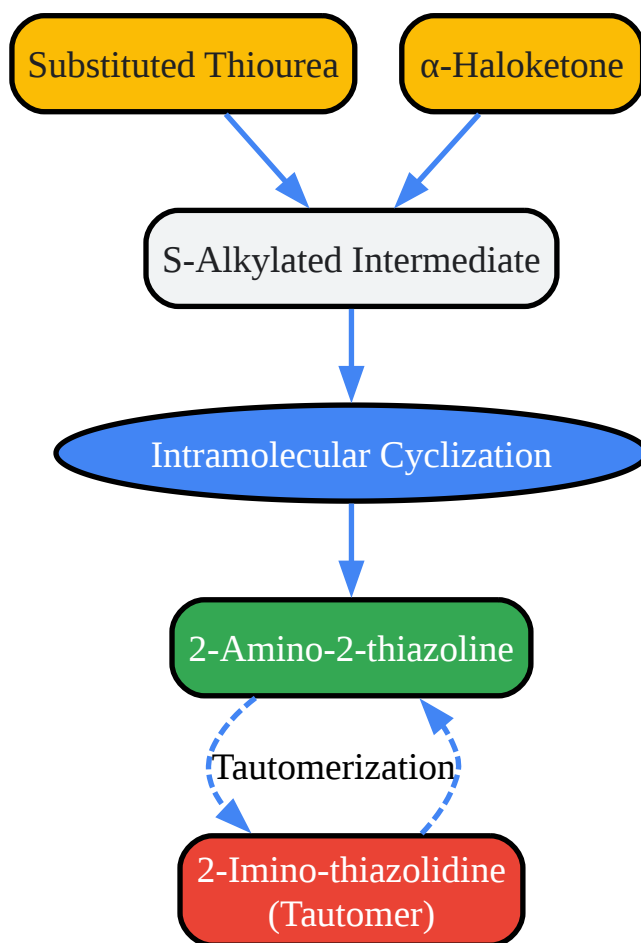 Substituted Thiourea
α-Haloketone
S-Alkylated Intermediate
Intramolecular Cyclization
2-Amino-2-thiazoline
Tautomerization
2-Imino-thiazolidine
(Tautomer)